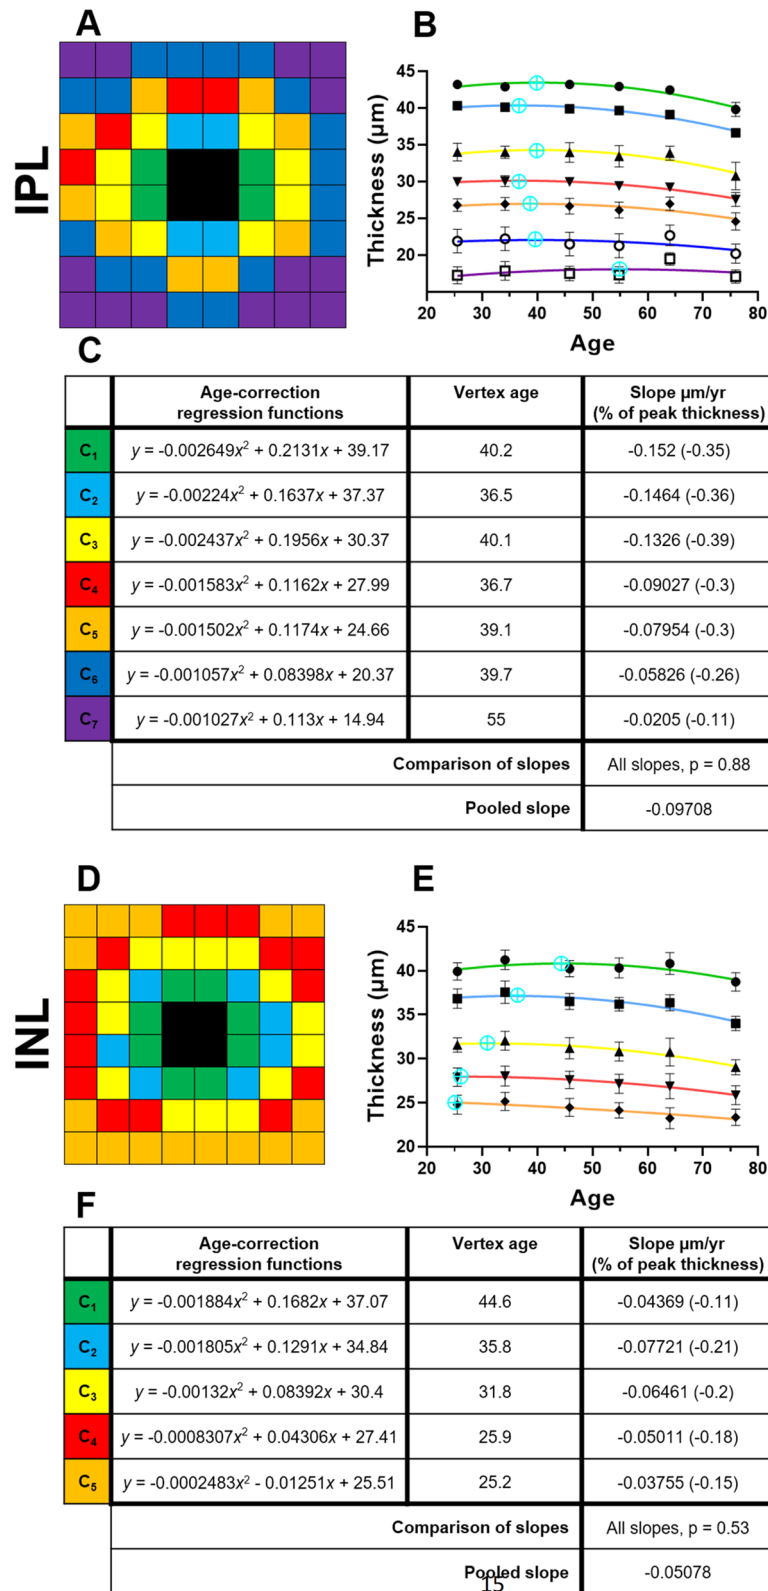 A
B
IPL
45
40
35
30
25
20
Thickness (µm)
20 30 40 50 60 70 80
Age
C
Age-correction
regression functions
Vertex age
Slope µm/yr
(% of peak thickness)
C₁ y = -0.002649x² + 0.2131x + 39.17 40.2 -0.152 (-0.35)
C₂ y = -0.00224x² + 0.1637x + 37.37 36.5 -0.1464 (-0.36)
C₃ y = -0.002437x² + 0.1956x + 30.37 40.1 -0.1326 (-0.39)
C₄ y = -0.001583x² + 0.1162x + 27.99 36.7 -0.09027 (-0.3)
C₅ y = -0.001502x² + 0.1174x + 24.66 39.1 -0.07954 (-0.3)
C₆ y = -0.001057x² + 0.08398x + 20.37 39.7 -0.05826 (-0.26)
C₇ y = -0.001027x² + 0.113x + 14.94 55 -0.0205 (-0.11)
Comparison of slopes All slopes, p = 0.88
Pooled slope -0.09708
D
E
INL
45
40
35
30
25
20
Thickness (µm)
20 30 40 50 60 70 80
Age
F
Age-correction
regression functions
Vertex age
Slope µm/yr
(% of peak thickness)
C₁ y = -0.001884x² + 0.1682x + 37.07 44.6 -0.04369 (-0.11)
C₂ y = -0.001805x² + 0.1291x + 34.84 35.8 -0.07721 (-0.21)
C₃ y = -0.00132x² + 0.08392x + 30.4 31.8 -0.06461 (-0.2)
C₄ y = -0.0008307x² + 0.04306x + 27.41 25.9 -0.05011 (-0.18)
C₅ y = -0.0002483x² - 0.01251x + 25.51 25.2 -0.03755 (-0.15)
Comparison of slopes All slopes, p = 0.53
Pooled slope -0.05078
15